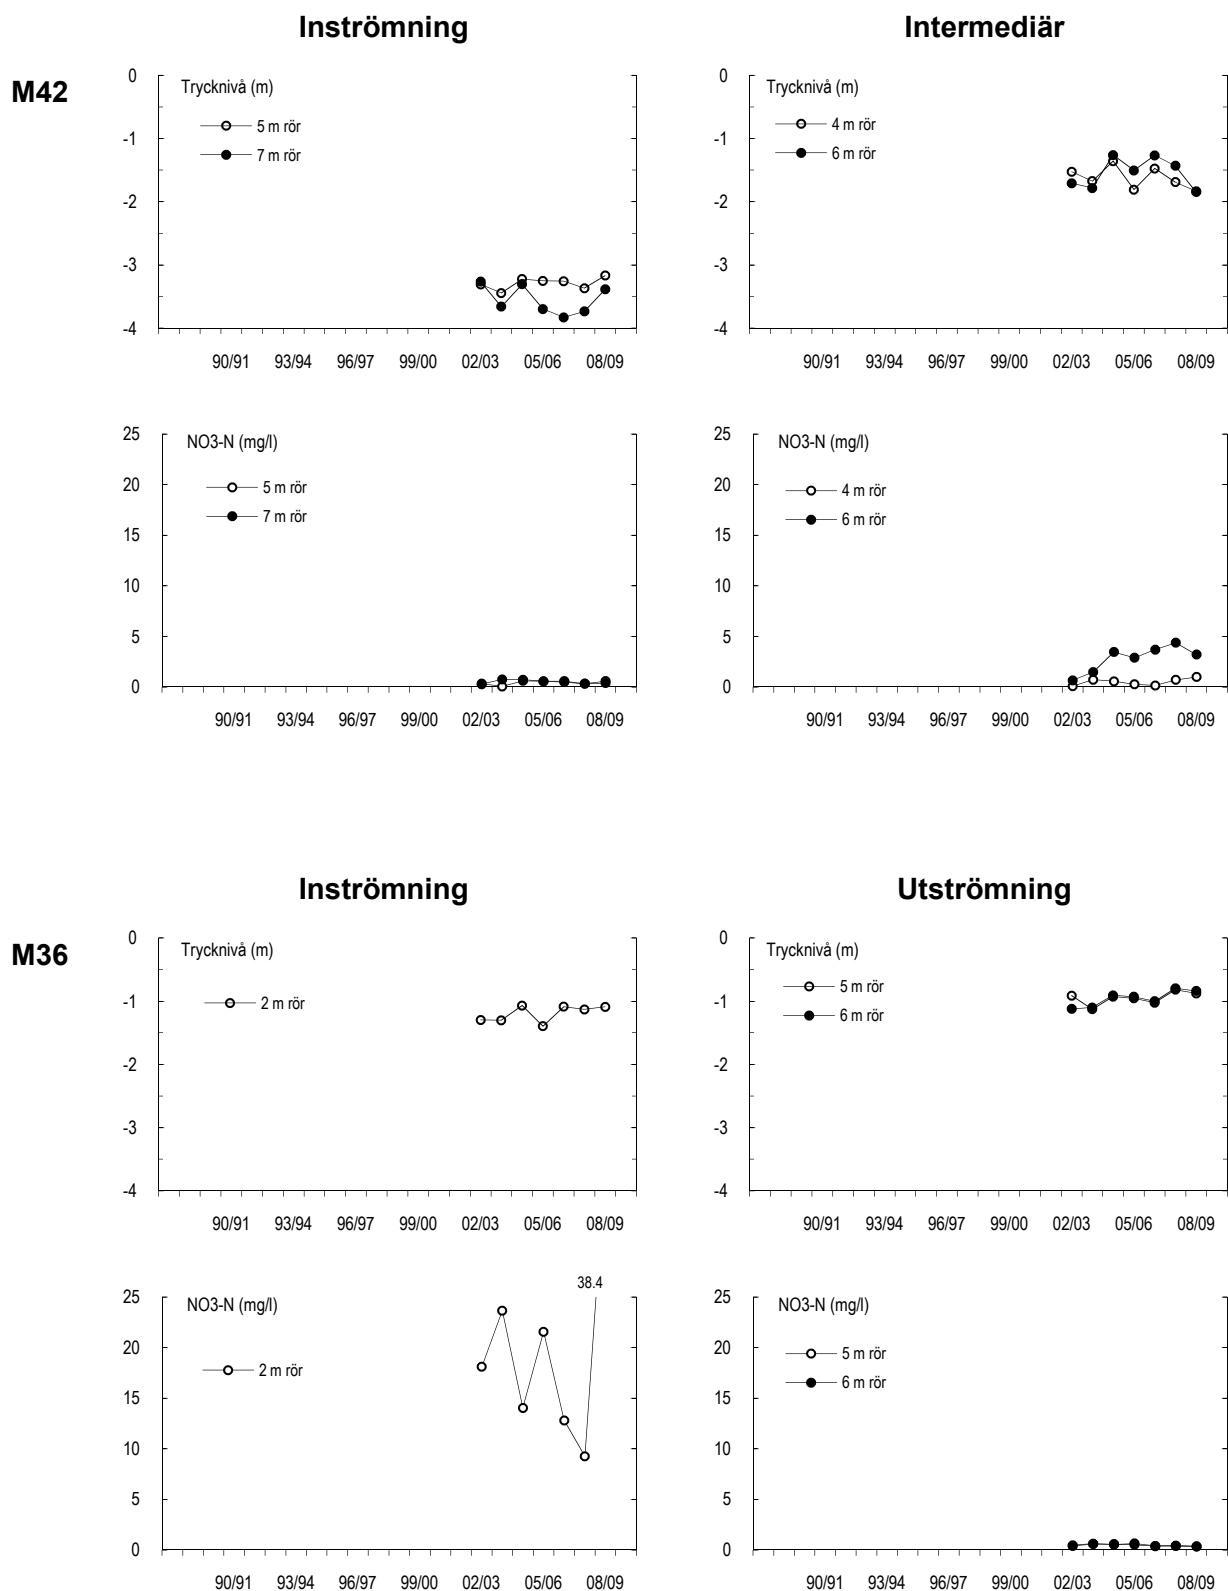 Inströmning
Intermediär
M42
0
-1
-2
-3
-4
Trycknivå (m)
5 m rör
7 m rör
90/91 93/94 96/97 99/00 02/03 05/06 08/09
0
-1
-2
-3
-4
Trycknivå (m)
4 m rör
6 m rör
90/91 93/94 96/97 99/00 02/03 05/06 08/09
25
20
15
10
5
0
NO3-N (mg/l)
5 m rör
7 m rör
90/91 93/94 96/97 99/00 02/03 05/06 08/09
25
20
15
10
5
0
NO3-N (mg/l)
4 m rör
6 m rör
90/91 93/94 96/97 99/00 02/03 05/06 08/09
Inströmning
Utströmning
M36
0
-1
-2
-3
-4
Trycknivå (m)
2 m rör
90/91 93/94 96/97 99/00 02/03 05/06 08/09
0
-1
-2
-3
-4
Trycknivå (m)
5 m rör
6 m rör
90/91 93/94 96/97 99/00 02/03 05/06 08/09
38.4
25
20
15
10
5
0
NO3-N (mg/l)
2 m rör
90/91 93/94 96/97 99/00 02/03 05/06 08/09
25
20
15
10
5
0
NO3-N (mg/l)
5 m rör
6 m rör
90/91 93/94 96/97 99/00 02/03 05/06 08/09